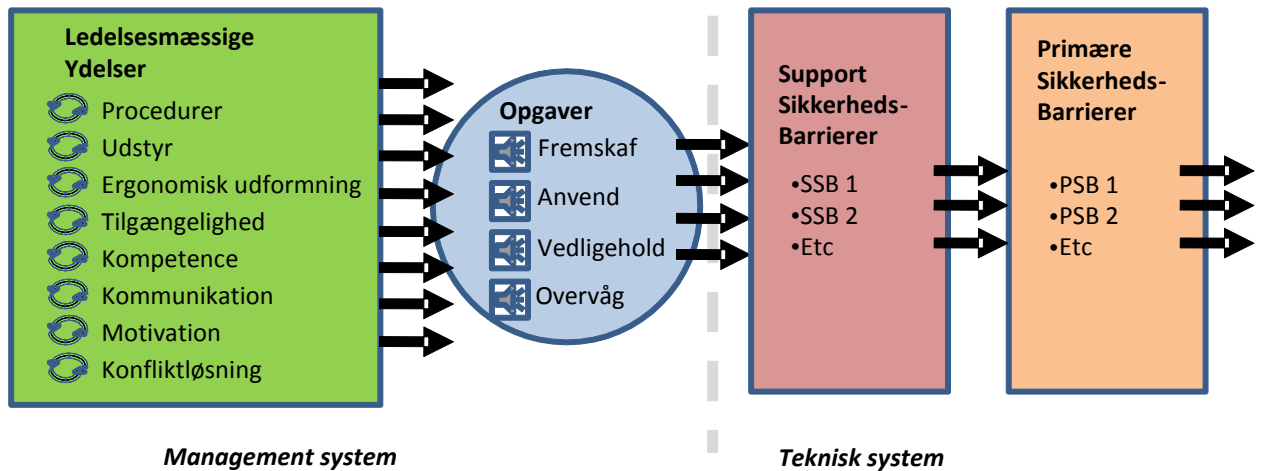 Ledelsesmæssige
Ydelser
Procedurer
Udstyr
Ergonomisk udformning
Tilgængelighed
Kompetence
Kommunikation
Motivation
Konfliktløsning
Opgaver
Fremskaf
Anvend
Vedligehold
Overvåg
Support
Sikkerheds-
Barrierer
•SSB 1
•SSB 2
•Etc
Primære
Sikkerheds-
Barrierer
•PSB 1
•PSB 2
•Etc
Management system
Teknisk system